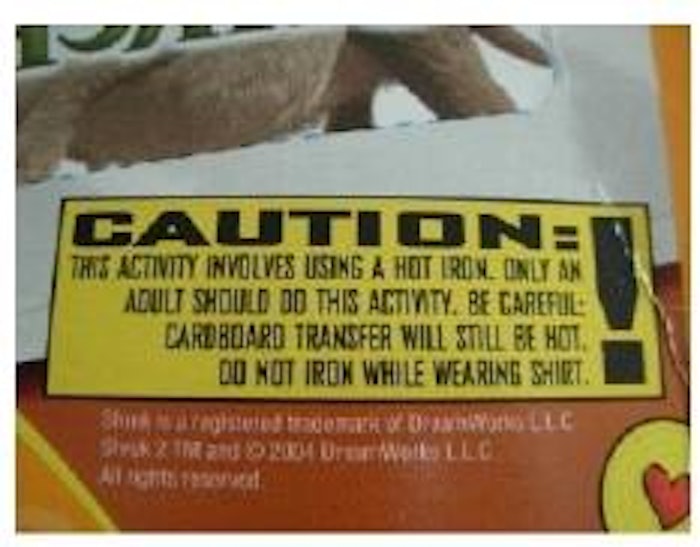 CAUTION:!
THIS ACTIVITY INVOLVES USING A HOT IRON. ONLY AN
ADULT SHOULD DO THIS ACTIVITY. BE CAREFUL:
CARDBOARD TRANSFER WILL STILL BE HOT.
DO NOT IRON WHILE WEARING SHIRT.
Shrek is a registered trademark of DreamWorks L.L.C
Shrek 2 TM and © 2004 DreamWorks L.L.C
All rights reserved